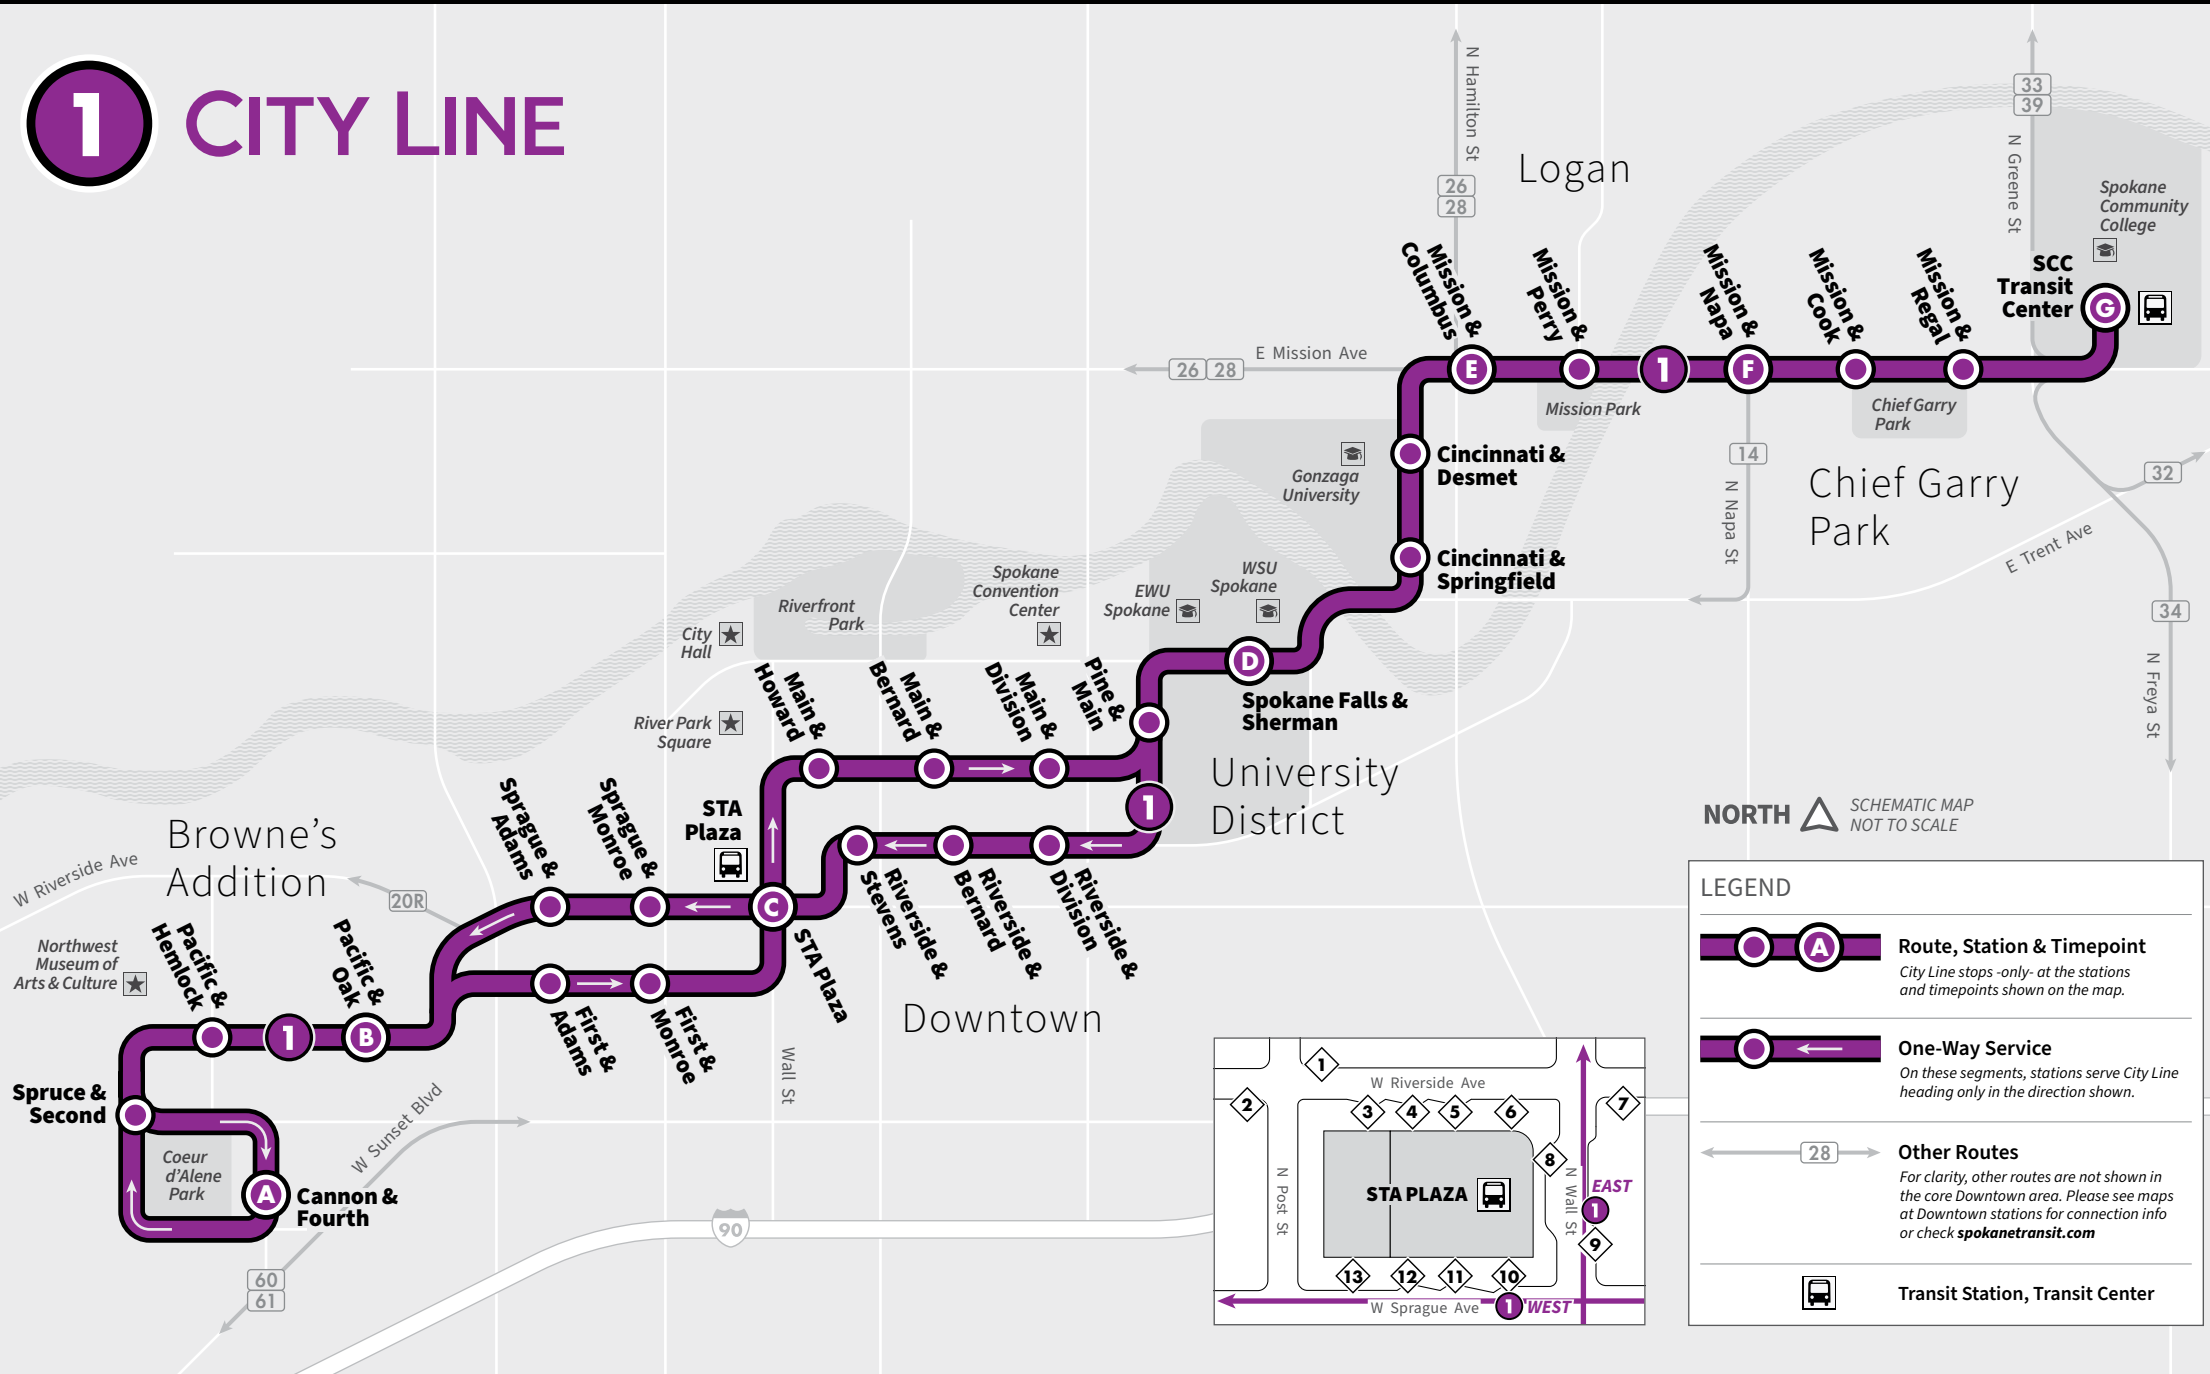 1 CITY LINE
N Hamilton St
26
28
Logan
33
39
N Greene St
Spokane
Community
College
SCC
Transit
Center
G
Mission &
Columbus
Mission &
Perry
Mission &
Napa
Mission &
Cook
Mission &
Regal
E Mission Ave
26 28
E
1
F
Mission Park
Chief Garry
Park
Gonzaga
University
Cincinnati &
Desmet
14
N Napa St
Chief Garry
Park
32
E Trent Ave
34
N Freya St
Cincinnati &
Springfield
Spokane
Convention
Center
EWU
Spokane
WSU
Spokane
Riverfront
Park
City
Hall
D
Spokane Falls &
Sherman
River Park
Square
Main &
Howard
Main &
Bernard
Main &
Division
Pine &
Main
University
District
1
STA
Plaza
Sprague &
Adams
Sprague &
Monroe
C
STA Plaza
Riverside &
Stevens
Riverside &
Bernard
Riverside &
Division
Downtown
Browne's
Addition
W Riverside Ave
20R
Northwest
Museum of
Arts & Culture
Pacific &
Hemlock
Pacific &
Oak
1
B
First &
Adams
First &
Monroe
Wall St
Spruce &
Second
Coeur
d'Alene
Park
A
Cannon &
Fourth
W Sunset Blvd
60
61
90
1
W Riverside Ave
2
3
4
5
6
7
8
N Post St
STA PLAZA
N Wall St
EAST
1
9
13
12
11
10
W Sprague Ave
1
WEST
NORTH
SCHEMATIC MAP
NOT TO SCALE
LEGEND
A
Route, Station & Timepoint
City Line stops -only- at the stations
and timepoints shown on the map.
One-Way Service
On these segments, stations serve City Line
heading only in the direction shown.
28
Other Routes
For clarity, other routes are not shown in
the core Downtown area. Please see maps
at Downtown stations for connection info
or check spokanetransit.com
Transit Station, Transit Center